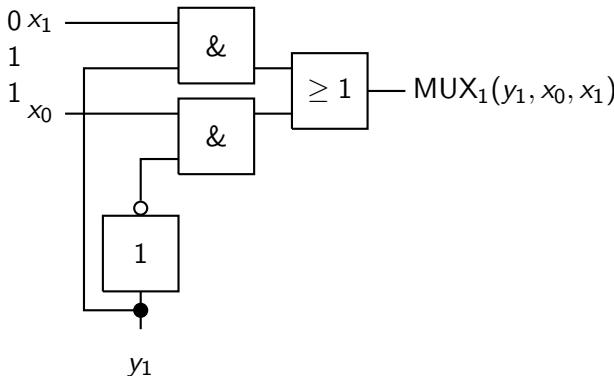 0 x₁
&
1
≥ 1
MUX₁(y₁, x₀, x₁)
1
x₀
&
1
y₁